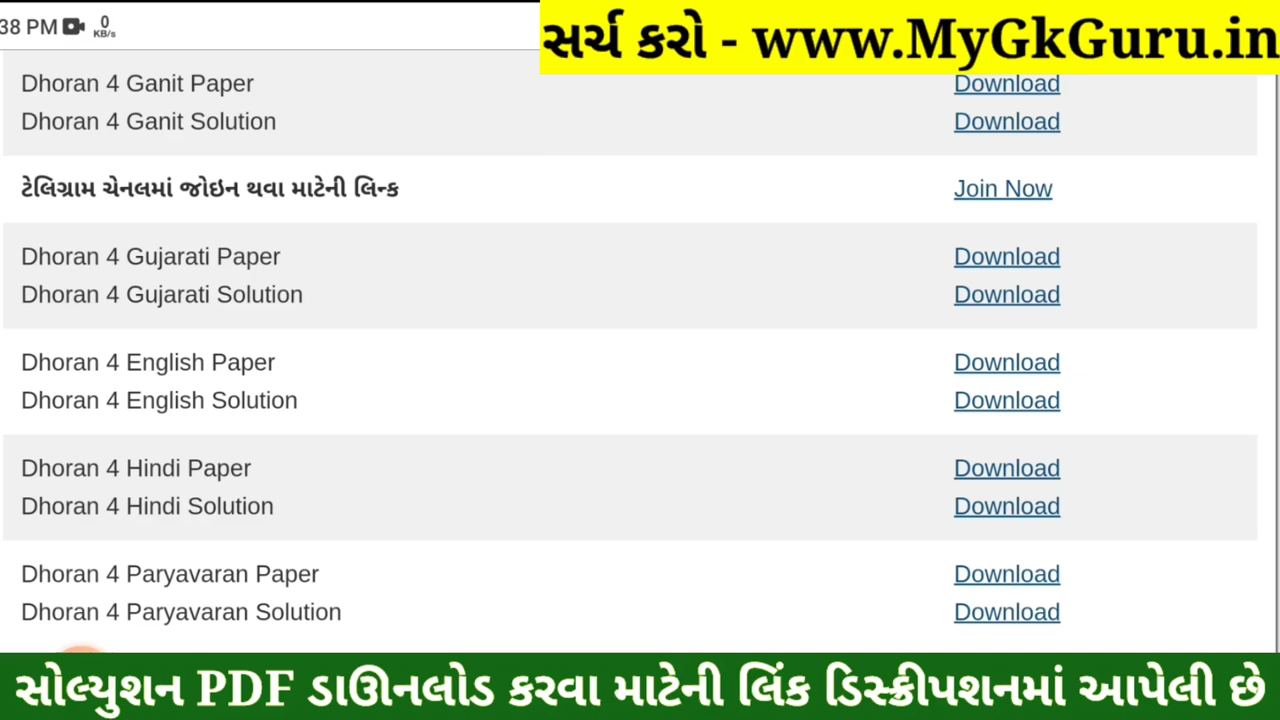 38 PM 0 KB/s
સર્ચ કરો - www.MyGkGuru.in
Dhoran 4 Ganit Paper Download
Dhoran 4 Ganit Solution Download
ટેલિગ્રામ ચેનલમાં જોઇન થવા માટેની લિન્ક Join Now
Dhoran 4 Gujarati Paper Download
Dhoran 4 Gujarati Solution Download
Dhoran 4 English Paper Download
Dhoran 4 English Solution Download
Dhoran 4 Hindi Paper Download
Dhoran 4 Hindi Solution Download
Dhoran 4 Paryavaran Paper Download
Dhoran 4 Paryavaran Solution Download
સોલ્યુશન PDF ડાઊનલોડ કરવા માટેની લિંક ડિસ્ક્રીપશનમાં આપેલી છે